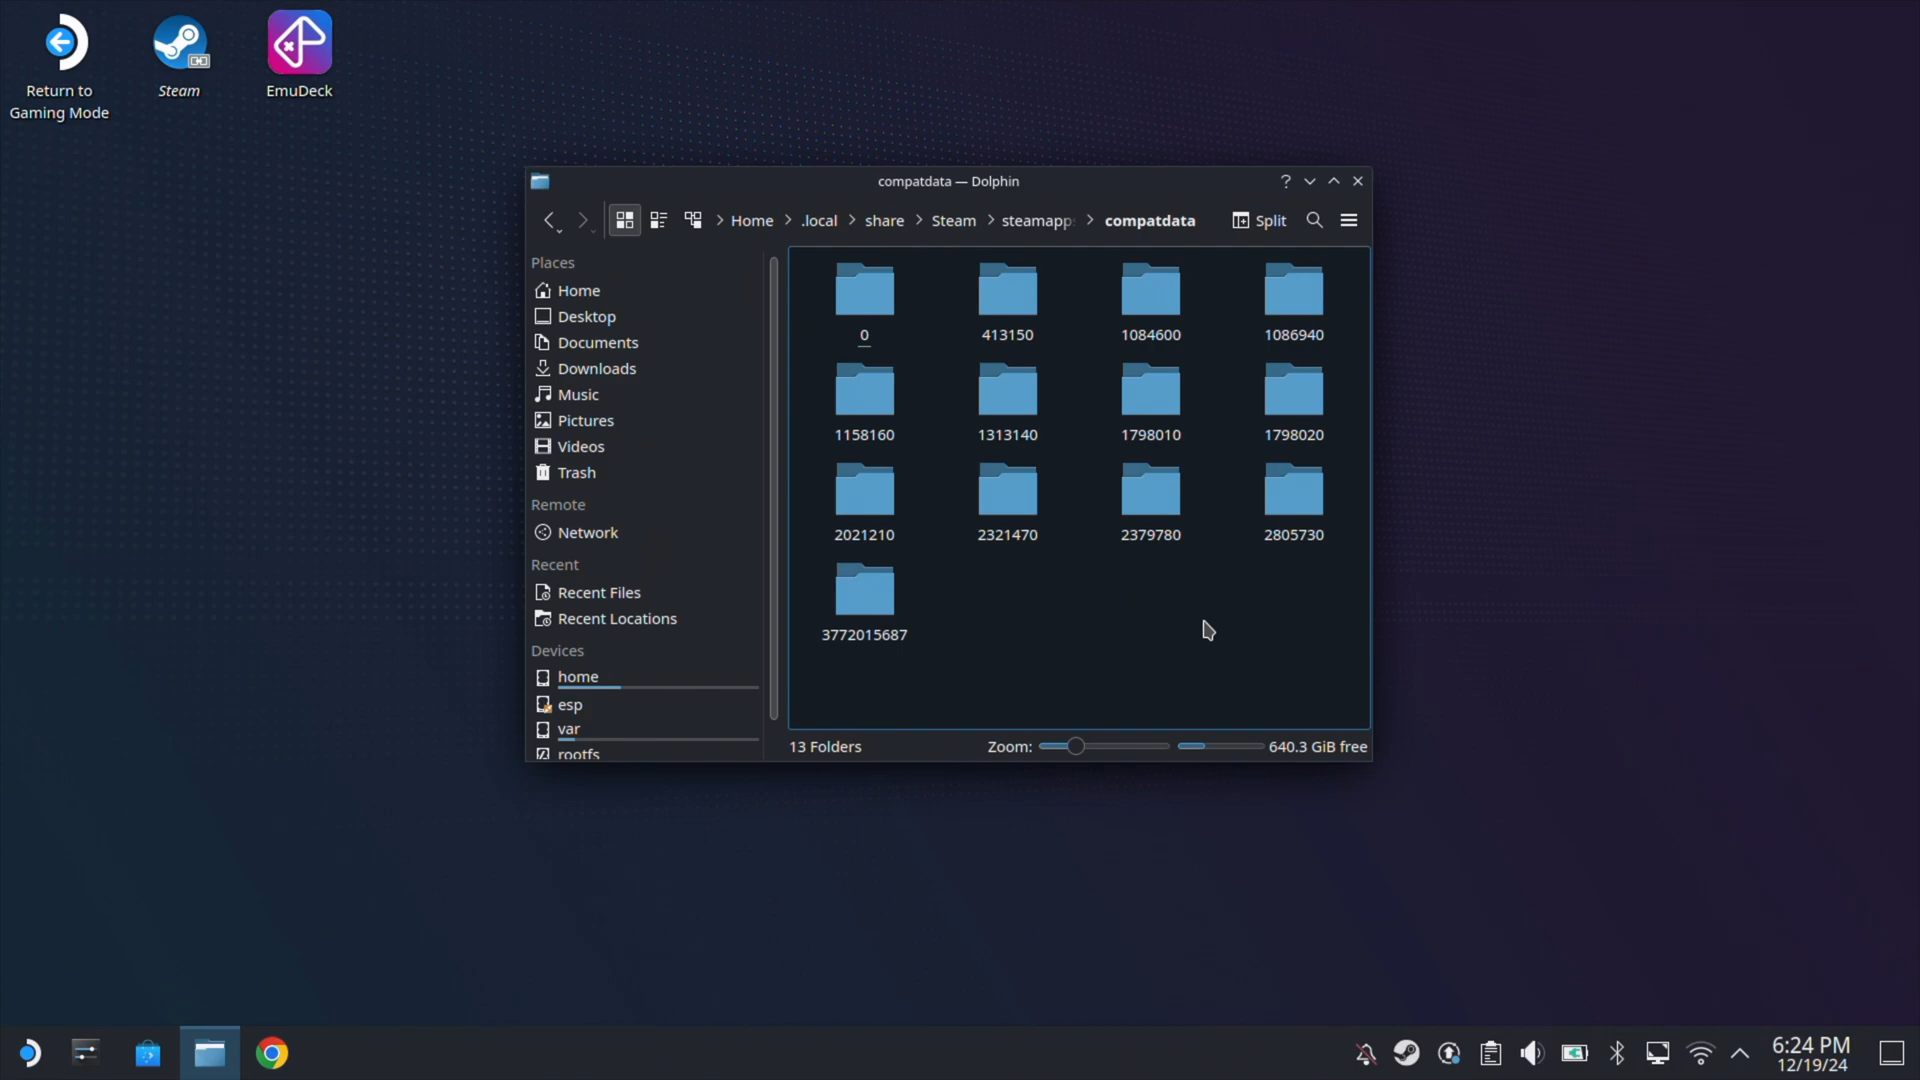 Return to
Gaming Mode
Steam
EmuDeck
compatdata — Dolphin
?
Home
.local
share
Steam
steamapp
compatdata
Split
Places
Home
Desktop
Documents
Downloads
Music
Pictures
Videos
Trash
Remote
Network
Recent
Recent Files
Recent Locations
Devices
home
esp
var
rootfs
0
413150
1084600
1086940
1158160
1313140
1798010
1798020
2021210
2321470
2379780
2805730
3772015687
13 Folders
Zoom:
640.3 GiB free
6:24 PM
12/19/24